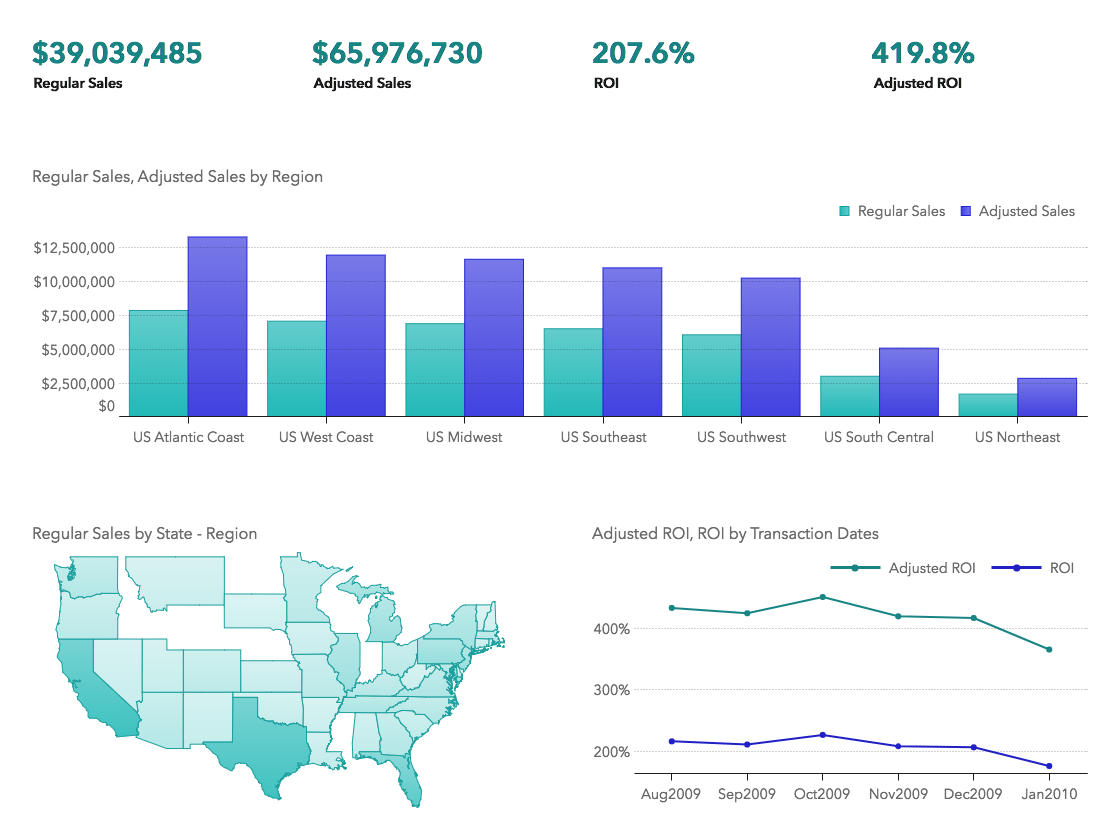 $39,039,485 $65,976,730 207.6% 419.8%
Regular Sales Adjusted Sales ROI Adjusted ROI
Regular Sales, Adjusted Sales by Region
Regular Sales Adjusted Sales
$12,500,000
$10,000,000
$7,500,000
$5,000,000
$2,500,000
$0
US Atlantic Coast US West Coast US Midwest US Southeast US Southwest US South Central US Northeast
Regular Sales by State - Region
Adjusted ROI, ROI by Transaction Dates
Adjusted ROI ROI
400%
300%
200%
Aug2009 Sep2009 Oct2009 Nov2009 Dec2009 Jan2010